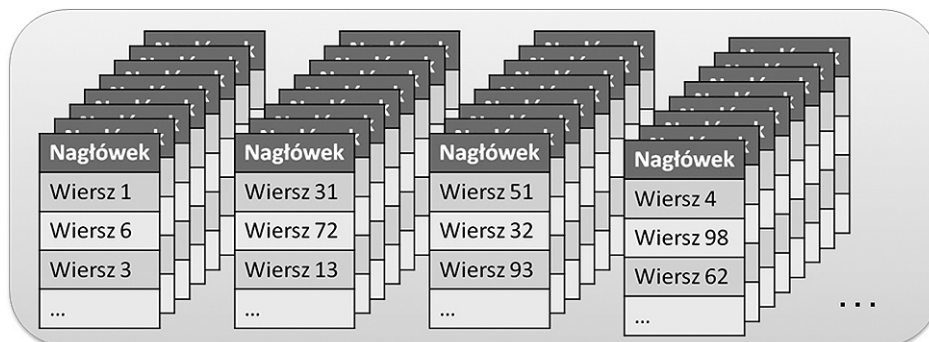 Nagłówek Nagłówek Nagłówek Nagłówek
Wiersz 1 Wiersz 31 Wiersz 51 Wiersz 4
Wiersz 6 Wiersz 72 Wiersz 32 Wiersz 98
Wiersz 3 Wiersz 13 Wiersz 93 Wiersz 62
... ... ... ...
...